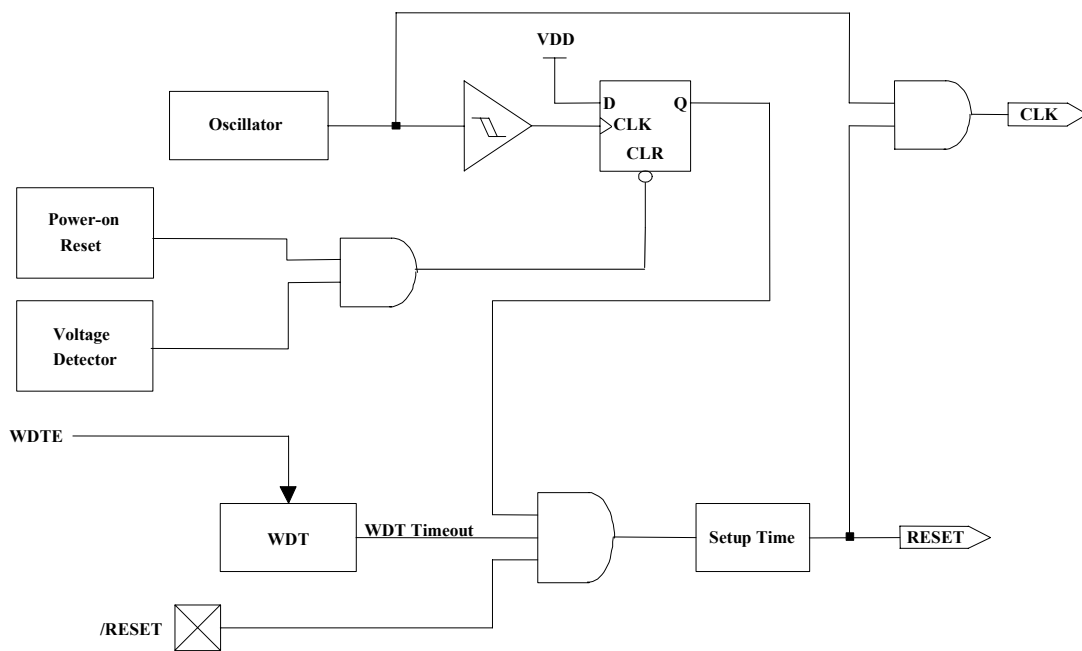 VDD
Oscillator
D
Q
CLK
CLR
CLK
Power-on
Reset
Voltage
Detector
WDTE
WDT
WDT Timeout
Setup Time
RESET
/RESET